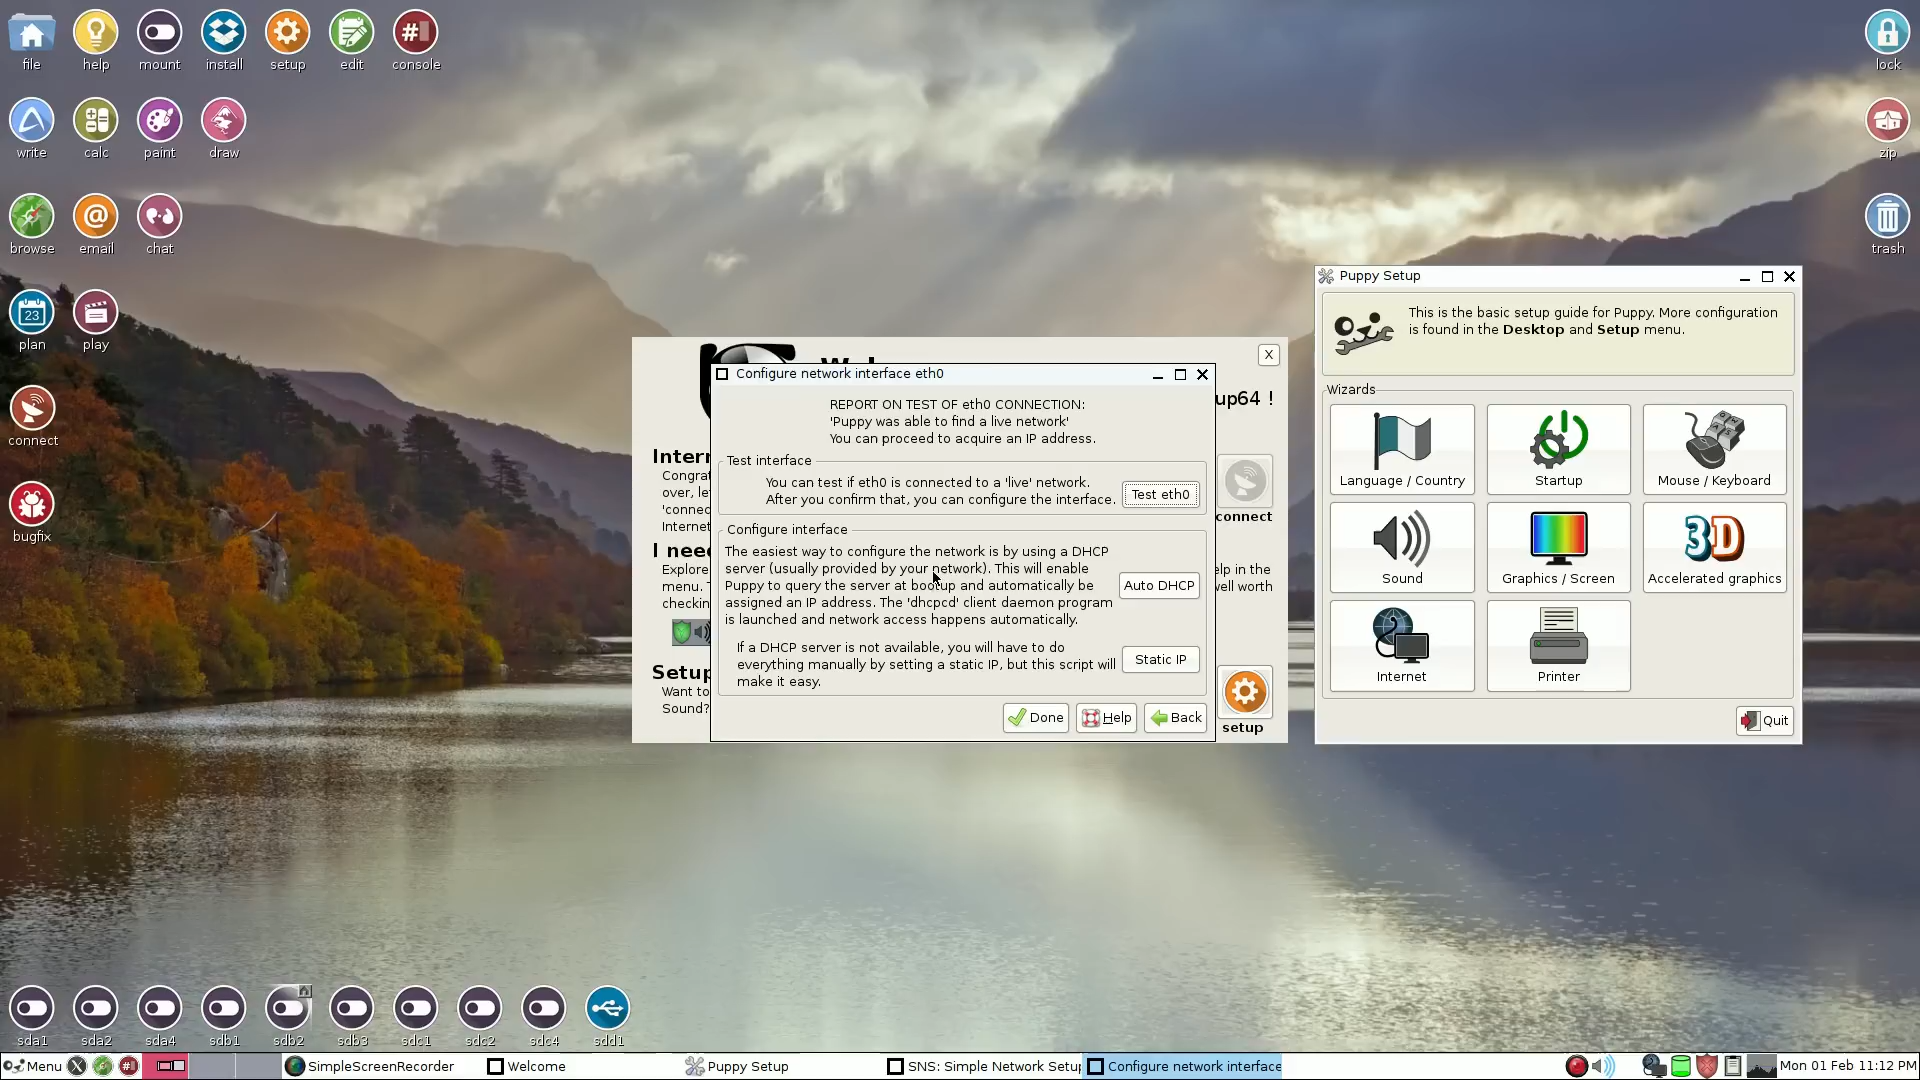 file
help
mount
install
setup
edit
console
lock
write
calc
paint
draw
zip
browse
email
chat
trash
23
plan
play
connect
bugfix
X
up64 !
Inter
Congra
over, le
'connec
Internet
connect
I nee
Explore
menu.
checkin
elp in the
well worth
Setup
Want to
Sound?
setup
Configure network interface eth0
REPORT ON TEST OF eth0 CONNECTION:
'Puppy was able to find a live network'
You can proceed to acquire an IP address.
Test interface
You can test if eth0 is connected to a 'live' network.
After you confirm that, you can configure the interface.
Test eth0
Configure interface
The easiest way to configure the network is by using a DHCP
server (usually provided by your network). This will enable
Puppy to query the server at bootup and automatically be
assigned an IP address. The 'dhcpcd' client daemon program
is launched and network access happens automatically.
Auto DHCP
If a DHCP server is not available, you will have to do
everything manually by setting a static IP, but this script will
make it easy.
Static IP
Done
Help
Back
Puppy Setup
This is the basic setup guide for Puppy. More configuration
is found in the Desktop and Setup menu.
Wizards
Language / Country
Startup
Mouse / Keyboard
Sound
Graphics / Screen
3D
Accelerated graphics
Internet
Printer
Quit
sda1
sda2
sda4
sdb1
sdb2
sdb3
sdc1
sdc2
sdc4
sdd1
Menu
SimpleScreenRecorder
Welcome
Puppy Setup
SNS: Simple Network Setu
Configure network interface
Mon 01 Feb 11:12 PM